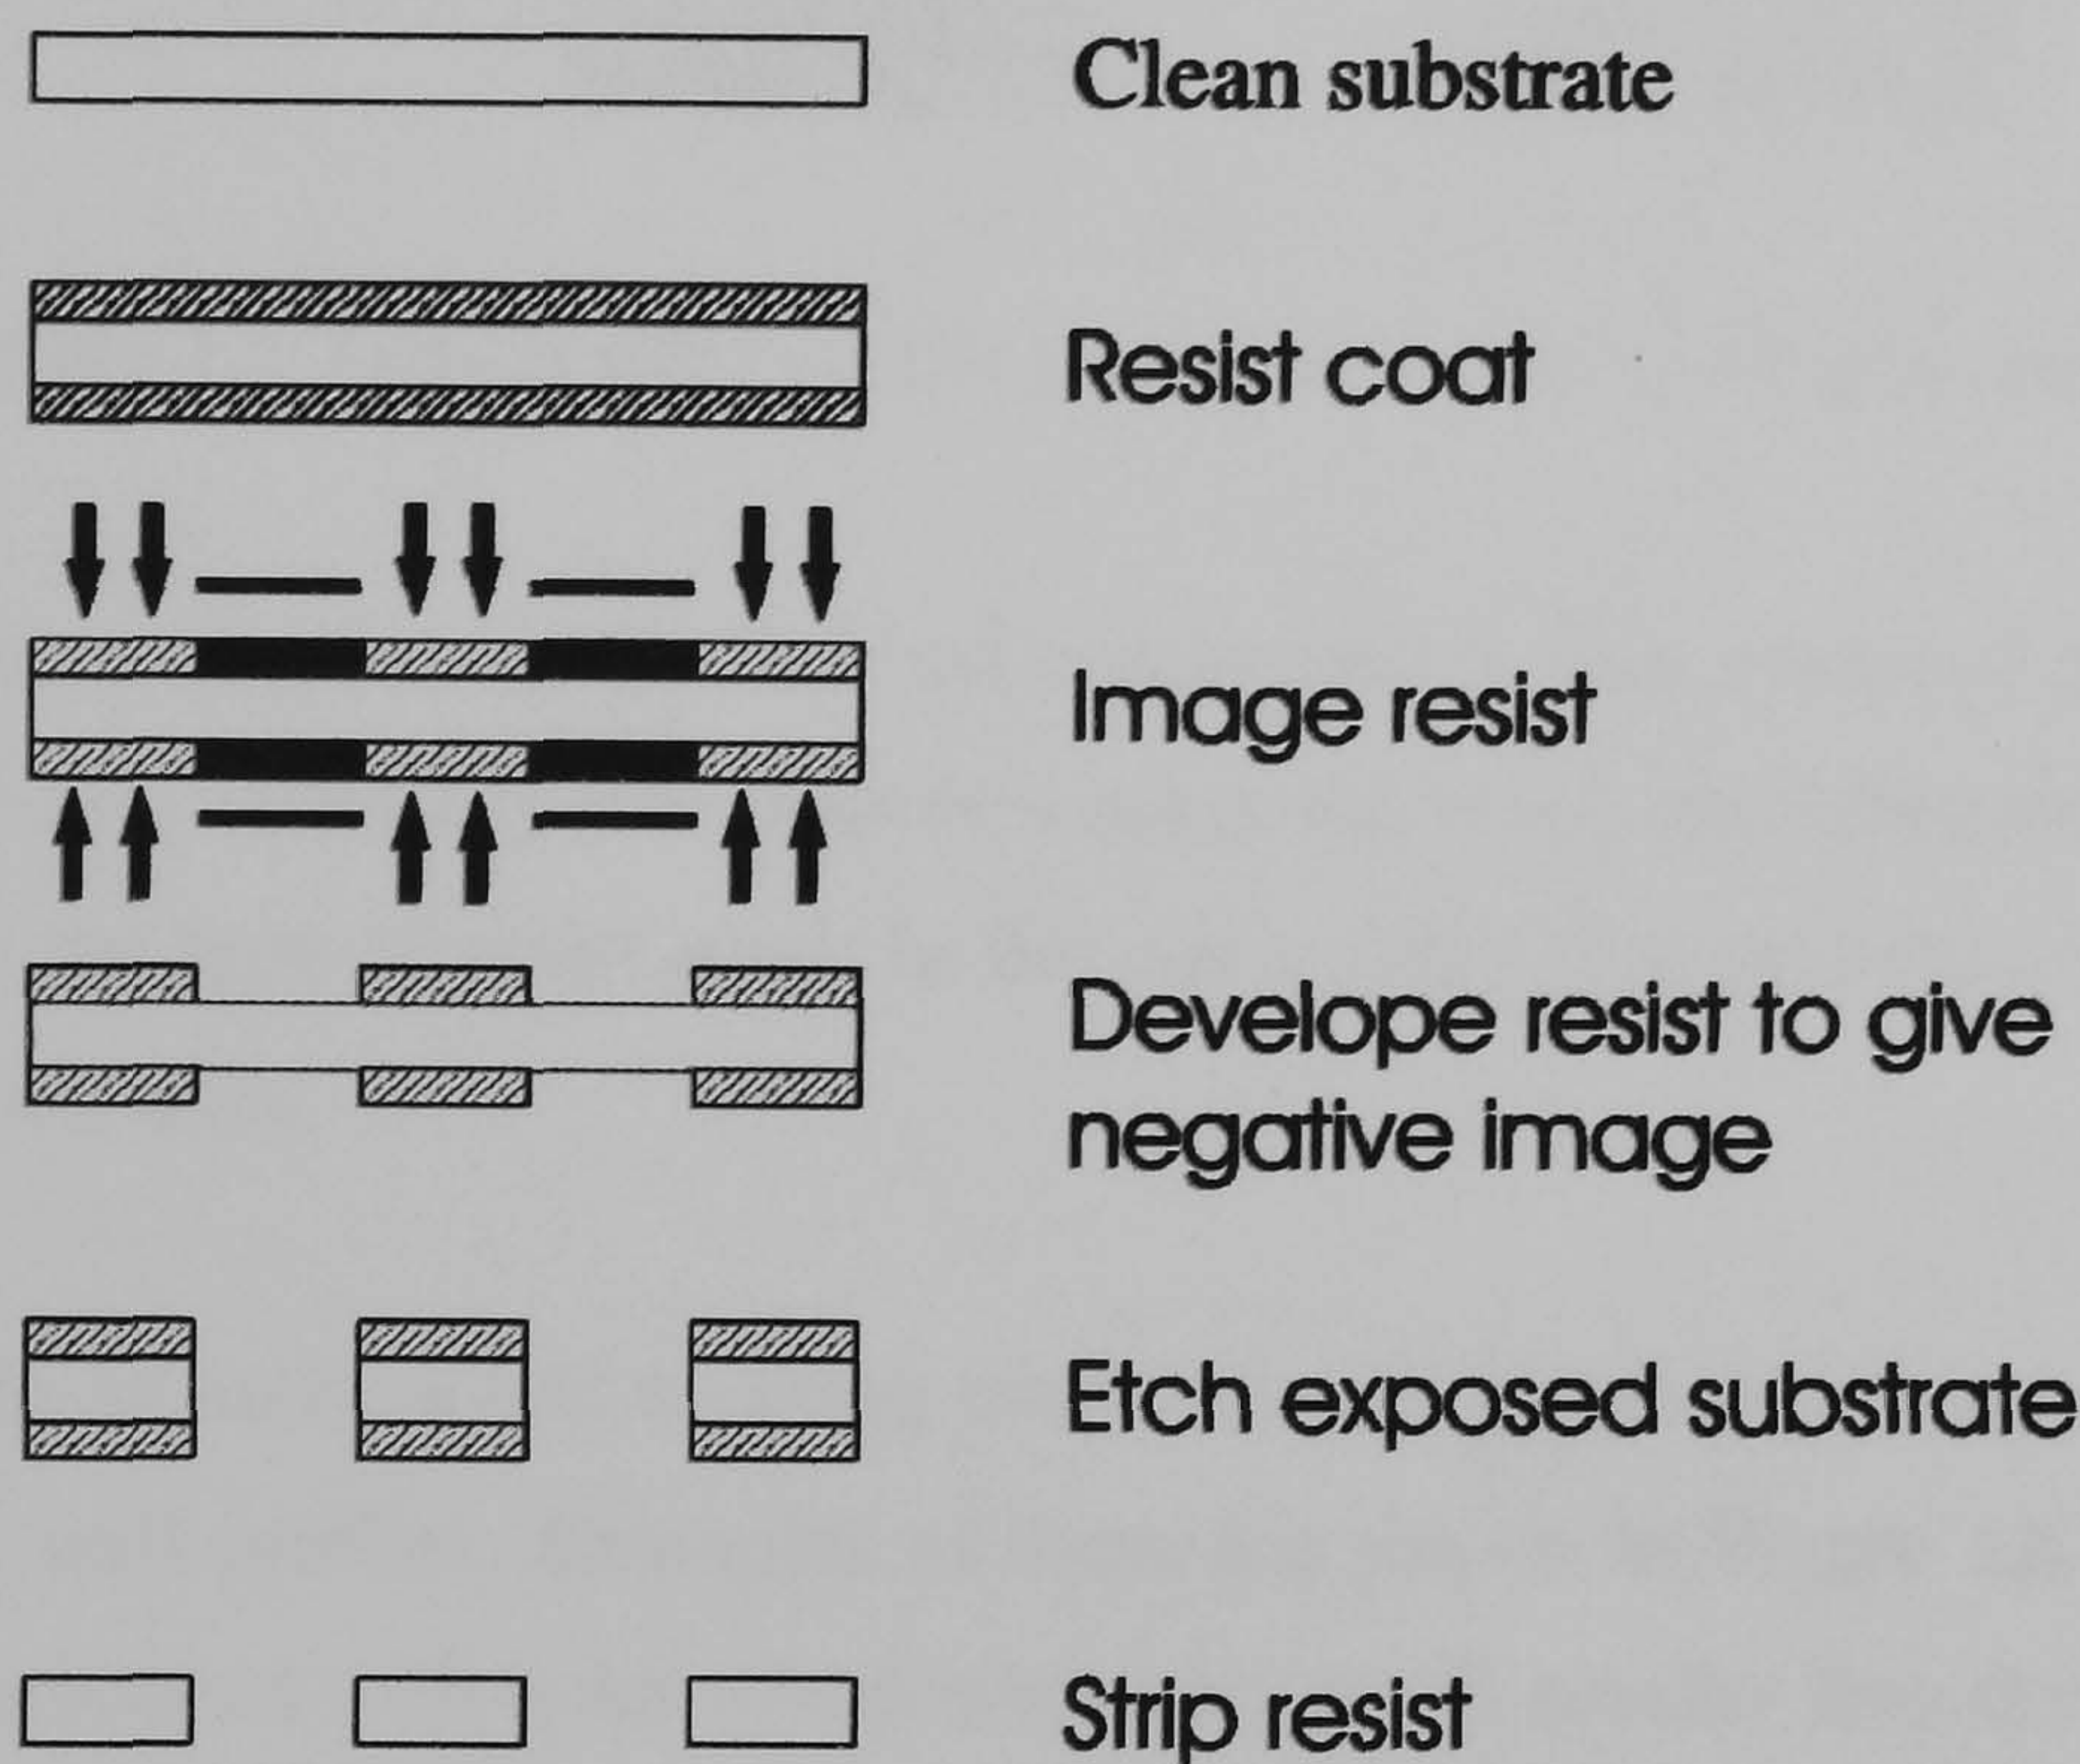 Clean substrate
Resist coat
Image resist
Develope resist to give
negative image
Etch exposed substrate
Strip resist